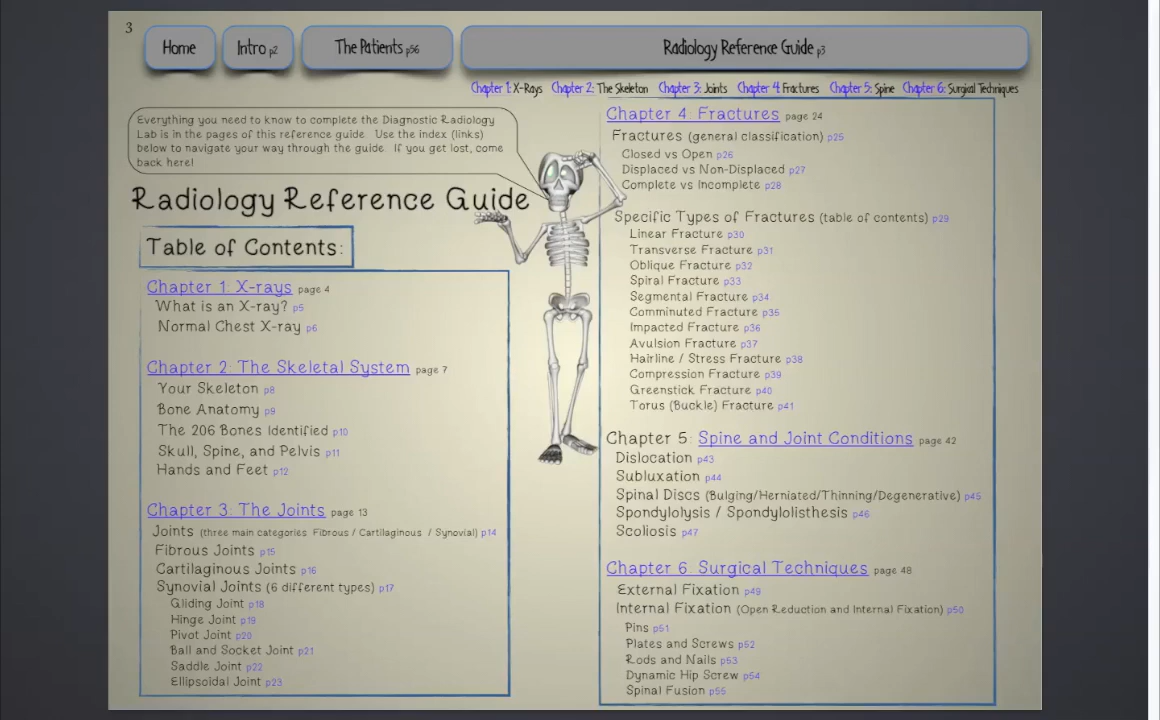 3
Home
Intro p2
The Patients p56
Radiology Reference Guide p3
Chapter 1: X-Rays Chapter 2: The Skeleton Chapter 3: Joints Chapter 4: Fractures Chapter 5: Spine Chapter 6: Surgical Techniques
Everything you need to know to complete the Diagnostic Radiology
Lab is in the pages of this reference guide. Use the index (links)
below to navigate your way through the guide. If you get lost, come
back here!
Radiology Reference Guide
Table of Contents:
Chapter 1: X-rays page 4
What is an X-ray? p5
Normal Chest X-ray p6
Chapter 2: The Skeletal System page 7
Your Skeleton p8
Bone Anatomy p9
The 206 Bones Identified p10
Skull, Spine, and Pelvis p11
Hands and Feet p12
Chapter 3: The Joints page 13
Joints (three main categories Fibrous / Cartilaginous / Synovial) p14
Fibrous Joints p15
Cartilaginous Joints p16
Synovial Joints (6 different types) p17
Gliding Joint p18
Hinge Joint p19
Pivot Joint p20
Ball and Socket Joint p21
Saddle Joint p22
Ellipsoidal Joint p23
Chapter 4: Fractures page 24
Fractures (general classification) p25
Closed vs Open p26
Displaced vs Non-Displaced p27
Complete vs Incomplete p28
Specific Types of Fractures (table of contents) p29
Linear Fracture p30
Transverse Fracture p31
Oblique Fracture p32
Spiral Fracture p33
Segmental Fracture p34
Comminuted Fracture p35
Impacted Fracture p36
Avulsion Fracture p37
Hairline / Stress Fracture p38
Compression Fracture p39
Greenstick Fracture p40
Torus (Buckle) Fracture p41
Chapter 5: Spine and Joint Conditions page 42
Dislocation p43
Subluxation p44
Spinal Discs (Bulging/Herniated/Thinning/Degenerative) p45
Spondylolysis / Spondylolisthesis p46
Scoliosis p47
Chapter 6: Surgical Techniques page 48
External Fixation p49
Internal Fixation (Open Reduction and Internal Fixation) p50
Pins p51
Plates and Screws p52
Rods and Nails p53
Dynamic Hip Screw p54
Spinal Fusion p55